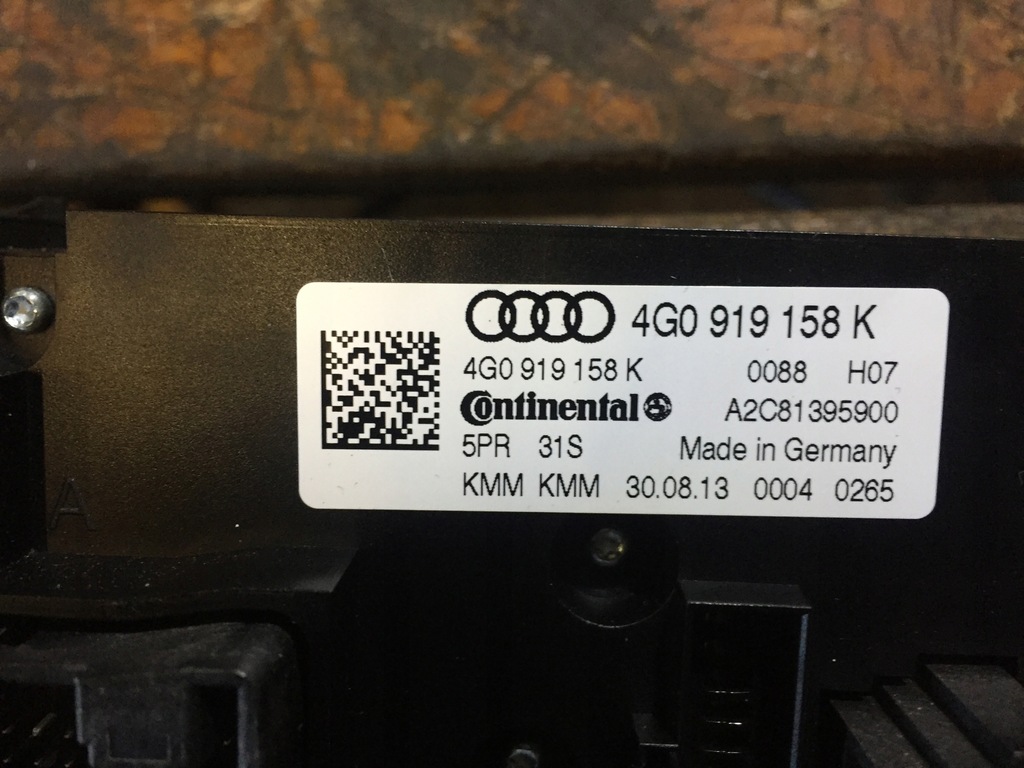 4G0 919 158 K
4G0 919 158 K 0088 H07
Continental A2C81395900
5PR 31S Made in Germany
KMM KMM 30.08.13 0004 0265
A